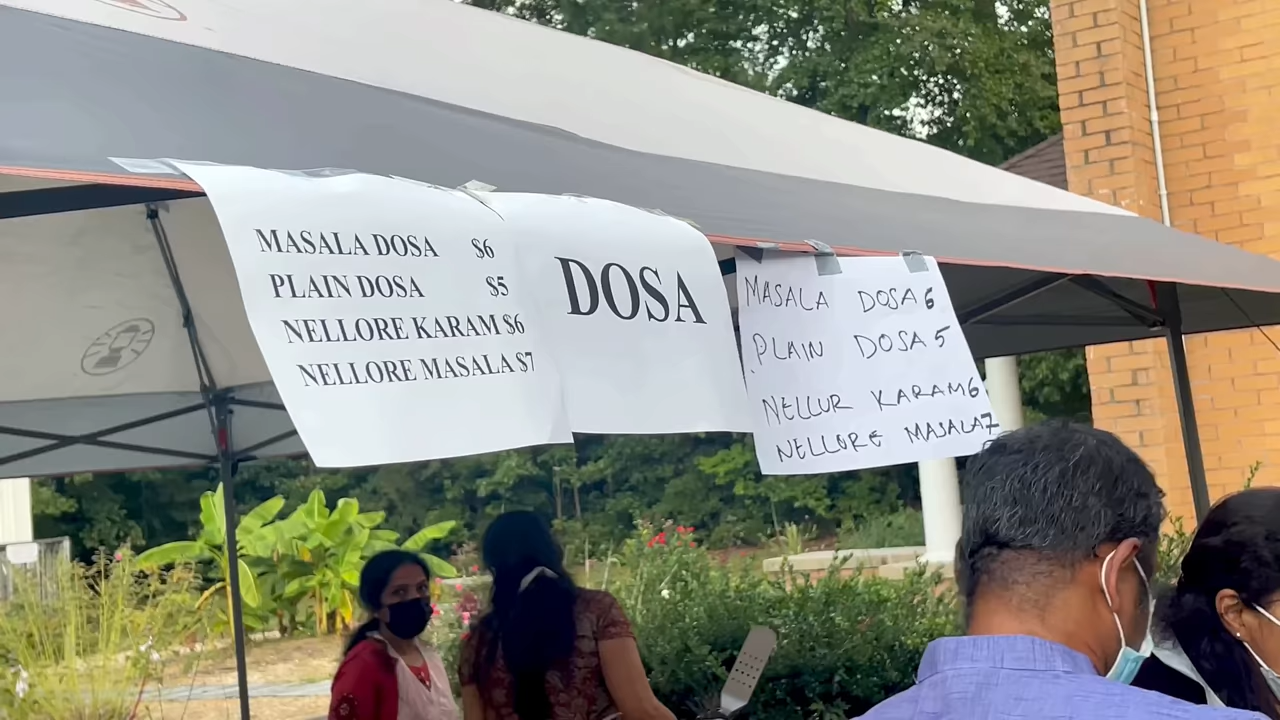 MASALA DOSA $6
PLAIN DOSA $5
NELLORE KARAM $6
NELLORE MASALA $7
DOSA
MASALA DOSA 6
PLAIN DOSA 5
NELLUR KARAM 6
NELLORE MASALA 7